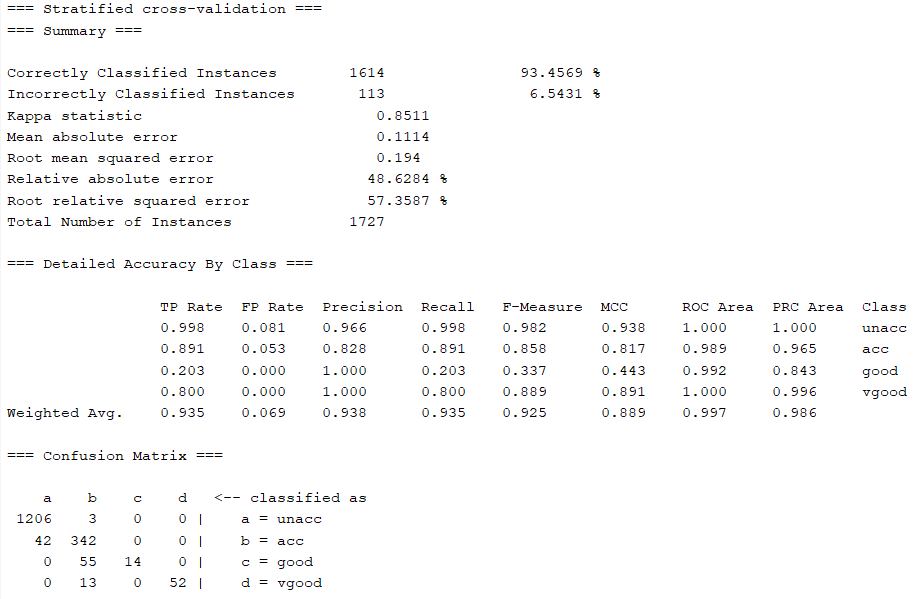 === Stratified cross-validation ===
=== Summary ===
Correctly Classified Instances 1614 93.4569 %
Incorrectly Classified Instances 113 6.5431 %
Kappa statistic 0.8511
Mean absolute error 0.1114
Root mean squared error 0.194
Relative absolute error 48.6284 %
Root relative squared error 57.3587 %
Total Number of Instances 1727
=== Detailed Accuracy By Class ===
TP Rate FP Rate Precision Recall F-Measure MCC ROC Area PRC Area Class
0.998 0.081 0.966 0.998 0.982 0.938 1.000 1.000 unacc
0.891 0.053 0.828 0.891 0.858 0.817 0.989 0.965 acc
0.203 0.000 1.000 0.203 0.337 0.443 0.992 0.843 good
0.800 0.000 1.000 0.800 0.889 0.891 1.000 0.996 vgood
Weighted Avg. 0.935 0.069 0.938 0.935 0.925 0.889 0.997 0.986
=== Confusion Matrix ===
a b c d <-- classified as
1206 3 0 0 | a = unacc
42 342 0 0 | b = acc
0 55 14 0 | c = good
0 13 0 52 | d = vgood